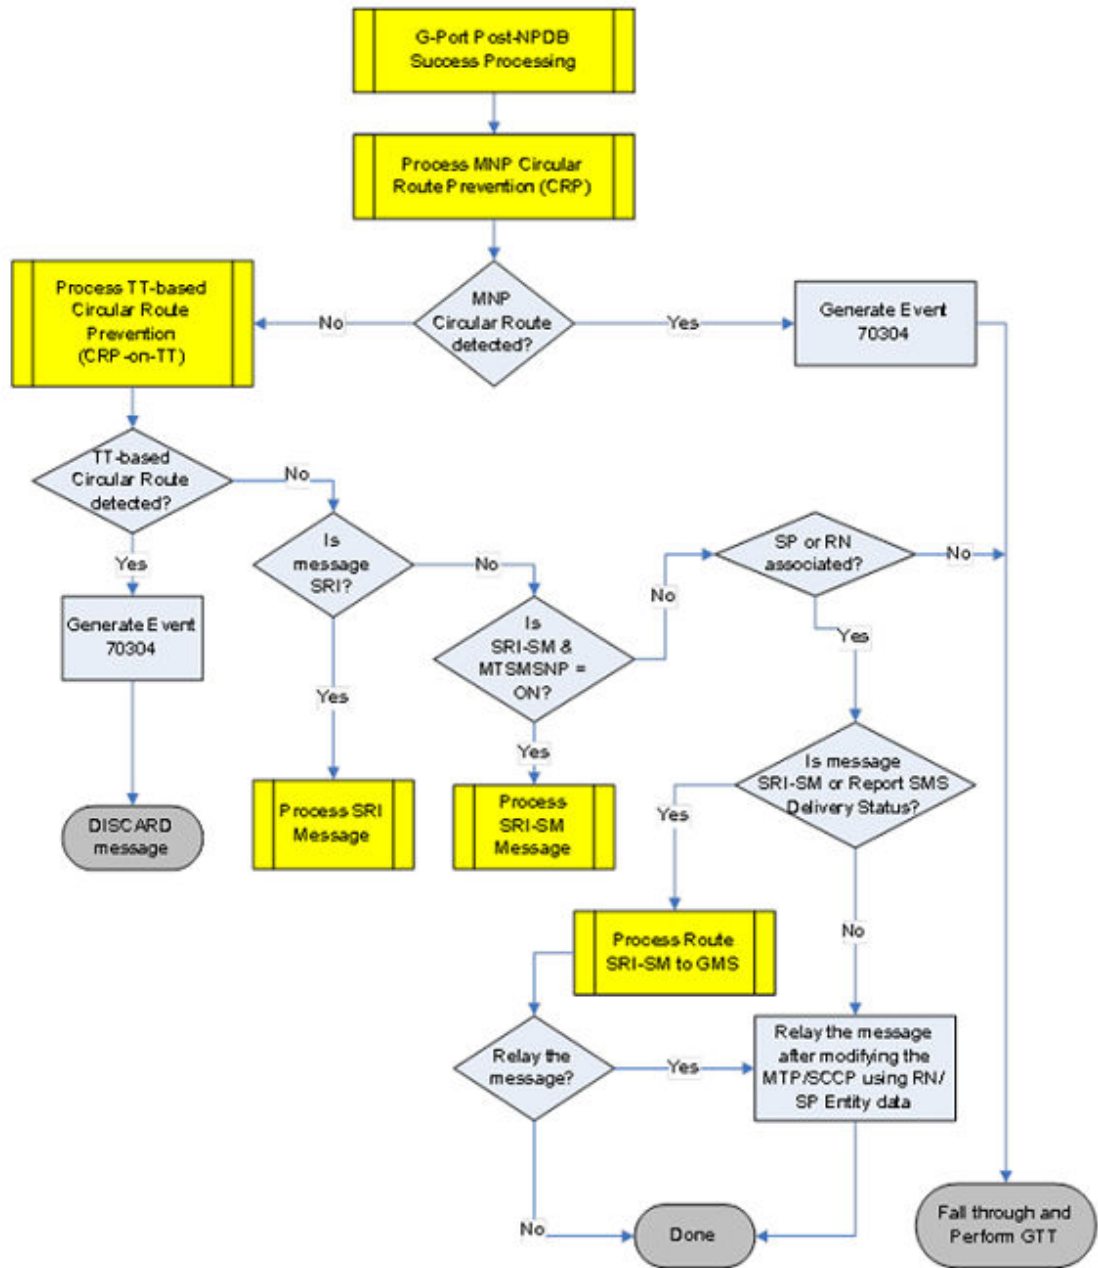 G-Port Post-NPDB
Success Processing
Process MNP Circular
Route Prevention (CRP)
MNP
Circular Route
detected?
No
Yes
Process TT-based
Circular Route
Prevention
(CRP-on-TT)
Generate Event
70304
TT-based
Circular Route
detected?
No
Yes
Is
message
SRI?
No
Yes
SP or RN
associated?
No
Yes
Generate Event
70304
Is
SRI-SM &
MTSMSNP =
ON?
No
Yes
DISCARD
message
Process SRI
Message
Process
SRI-SM
Message
Is message
SRI-SM or Report SMS
Delivery Status?
Yes
No
Process Route
SRI-SM to GMS
Relay the
message?
Yes
No
Relay the message
after modifying the
MTP/SCCP using RN/
SP Entity data
Done
Fall through and
Perform GTT